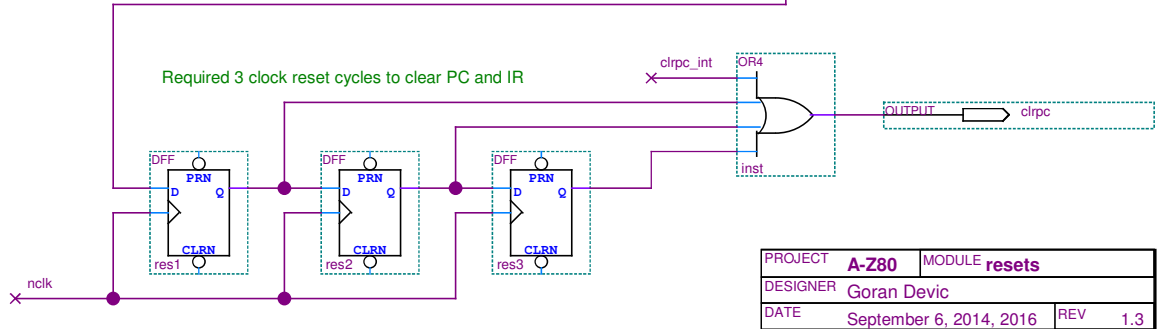 clrpc_int
OR4
Required 3 clock reset cycles to clear PC and IR
OUTPUT
clrpc
inst
DFF
PRN
D
Q
CLRN
res1
DFF
PRN
D
Q
CLRN
res2
DFF
PRN
D
Q
CLRN
res3
nclk
PROJECT A-Z80 MODULE resets
DESIGNER Goran Devic
DATE September 6, 2014, 2016 REV 1.3